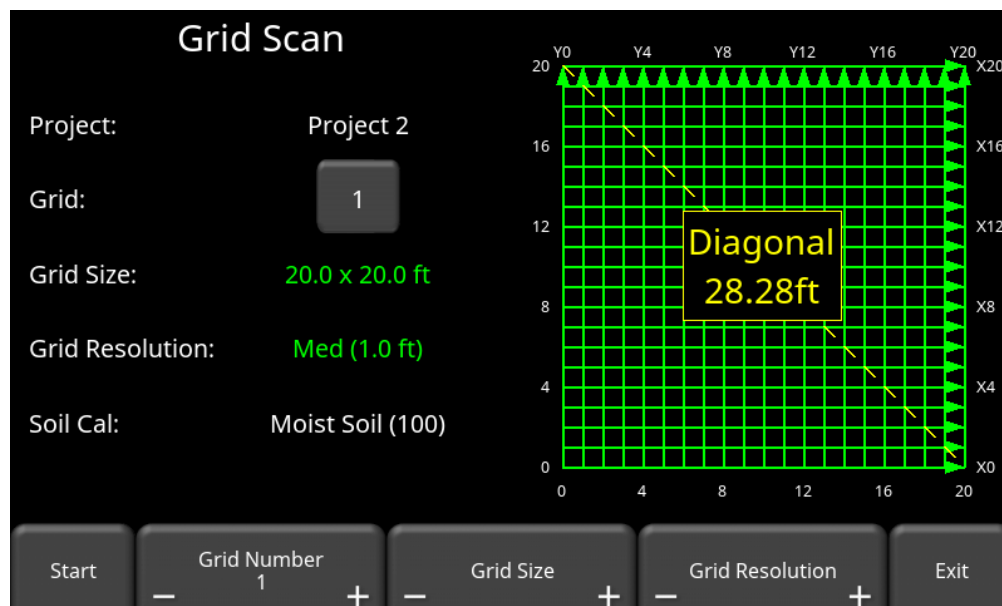 Grid Scan
Project: Project 2
Grid: 1
Grid Size: 20.0 x 20.0 ft
Grid Resolution: Med (1.0 ft)
Soil Cal: Moist Soil (100)
Y0 Y4 Y8 Y12 Y16 Y20
20 X20
16 X16
12 X12
Diagonal
28.28ft
8 X8
4 X4
0 X0
0 4 8 12 16 20
Start
Grid Number
1
− +
Grid Size
− +
Grid Resolution
− +
Exit